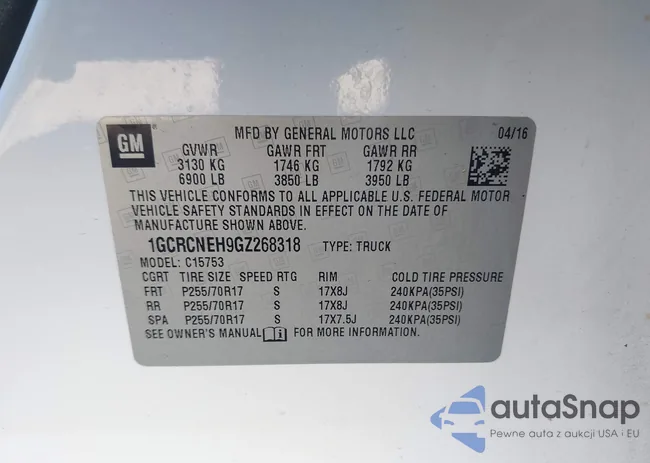 GM
MFD BY GENERAL MOTORS LLC 04/16
GVWR GAWR FRT GAWR RR
3130 KG 1746 KG 1792 KG
6900 LB 3850 LB 3950 LB
THIS VEHICLE CONFORMS TO ALL APPLICABLE U.S. FEDERAL MOTOR
VEHICLE SAFETY STANDARDS IN EFFECT ON THE DATE OF
MANUFACTURE SHOWN ABOVE.
1GCRCNEH9GZ268318 TYPE: TRUCK
MODEL: C15753
CGRT TIRE SIZE SPEED RTG RIM COLD TIRE PRESSURE
FRT P255/70R17 S 17X8J 240KPA(35PSI)
RR P255/70R17 S 17X8J 240KPA(35PSI)
SPA P255/70R17 S 17X7.5J 240KPA(35PSI)
SEE OWNER'S MANUAL FOR MORE INFORMATION.
autaSnap
Pewne auta z aukcji USA i EU